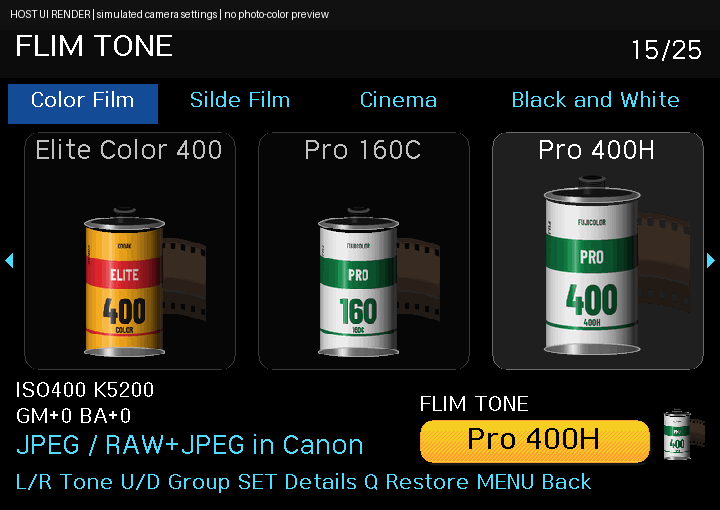 HOST UI RENDER | simulated camera settings | no photo-color preview
FLIM TONE
15/25
Color Film
Silde Film
Cinema
Black and White
Elite Color 400
Pro 160C
Pro 400H
KODAK
ELITE
400
COLOR
FUJICOLOR
PRO
160
160C
FUJICOLOR
PRO
400
400H
ISO400 K5200
GM+0 BA+0
JPEG / RAW+JPEG in Canon
FLIM TONE
Pro 400H
PRO
400
L/R Tone U/D Group SET Details Q Restore MENU Back